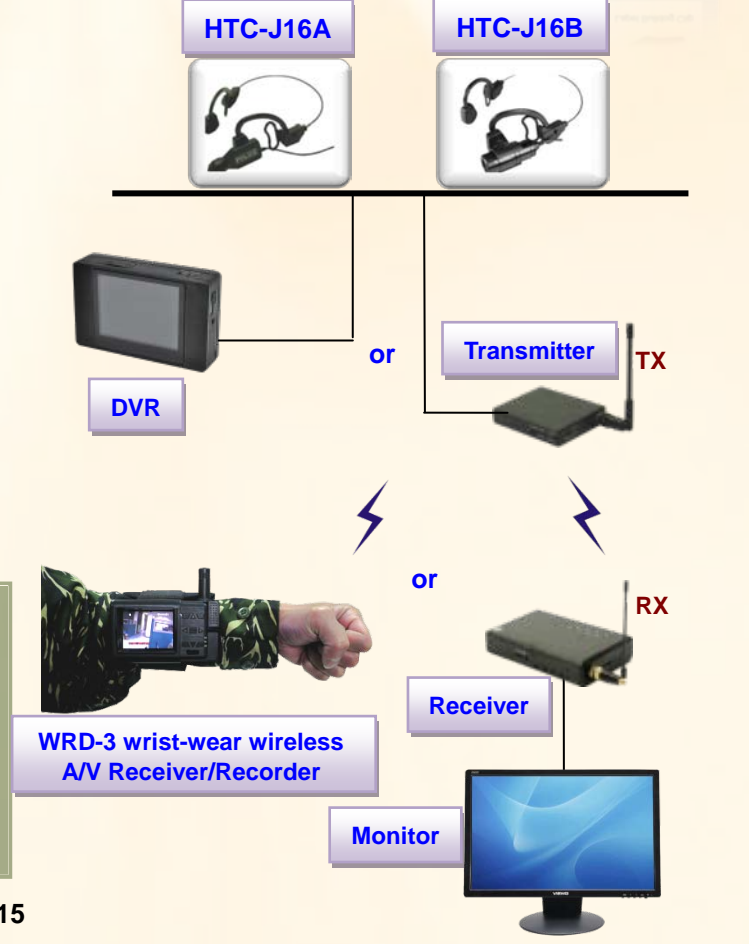 HTC-J16A
HTC-J16B
DVR
or
Transmitter
TX
or
RX
Receiver
WRD-3 wrist-wear wireless
A/V Receiver/Recorder
Monitor
15